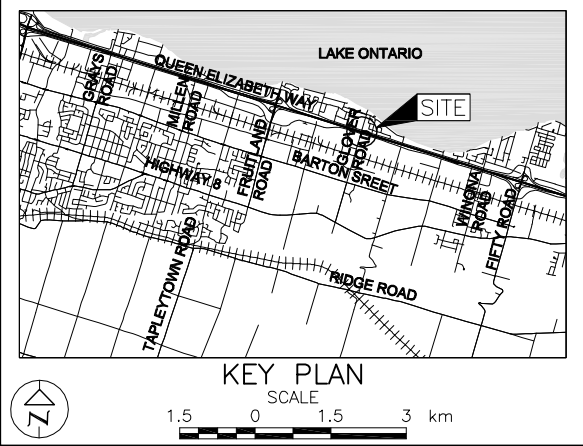 LAKE ONTARIO
QUEEN ELIZABETH WAY
SITE
GRAYS
ROAD
MILLEN
ROAD
FRUITLAND
ROAD
GLOVER
ROAD
BARTON SREET
HIGHWAY 8
WINONA
ROAD
FIFTY ROAD
TAPLEYTOWN ROAD
RIDGE ROAD
KEY PLAN
SCALE
1.5 0 1.5 3 km
N